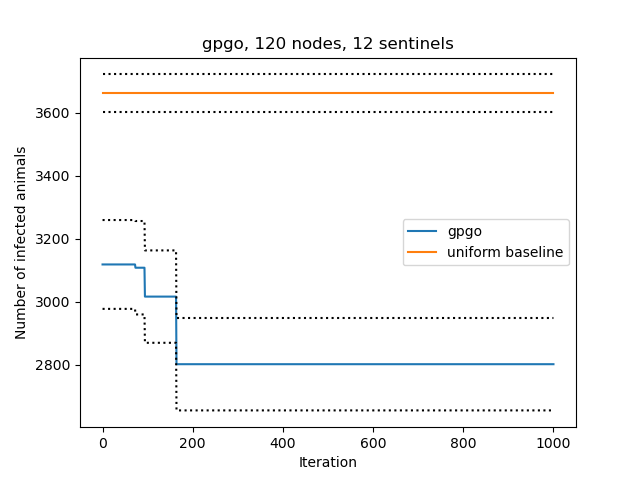 gpgo, 120 nodes, 12 sentinels
Number of infected animals
3600
3400
3200
3000
2800
gpgo
uniform baseline
0 200 400 600 800 1000
Iteration